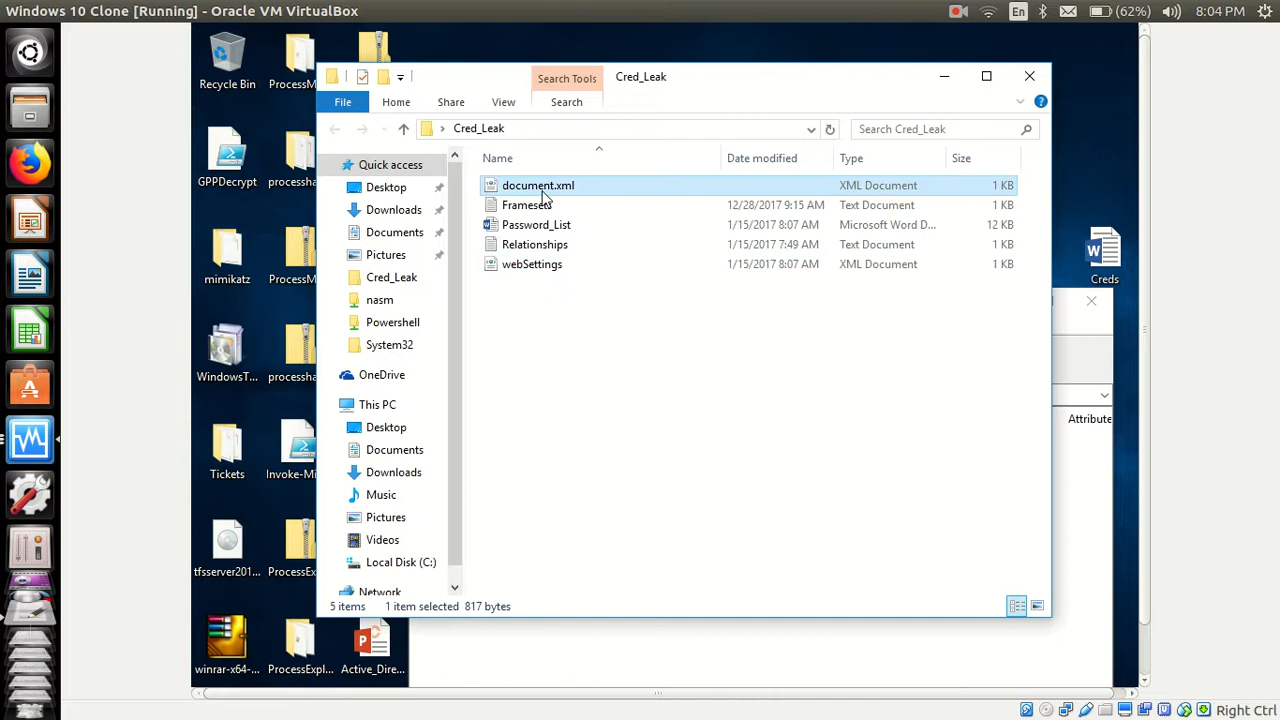 Windows 10 Clone [Running] - Oracle VM VirtualBox
En (62%) 8:04 PM
Recycle Bin
ProcessM
GPPDecrypt
processha
mimikatz
ProcessM
WindowsT...
processha
Tickets
Invoke-Mi
tfsserver201...
ProcessEx
winrar-x64-...
ProcessExpl
Active_Dire...
Creds
Search Tools
Cred_Leak
File
Home
Share
View
Search
Cred_Leak
Search Cred_Leak
Quick access
Desktop
Downloads
Documents
Pictures
Cred_Leak
nasm
Powershell
System32
OneDrive
This PC
Desktop
Documents
Downloads
Music
Pictures
Videos
Local Disk (C:)
Network
Name Date modified Type Size
document.xml XML Document 1 KB
Framesets 12/28/2017 9:15 AM Text Document 1 KB
Password_List 1/15/2017 8:07 AM Microsoft Word D... 12 KB
Relationships 1/15/2017 7:49 AM Text Document 1 KB
webSettings 1/15/2017 8:07 AM XML Document 1 KB
5 items 1 item selected 817 bytes
Attribute
Right Ctrl